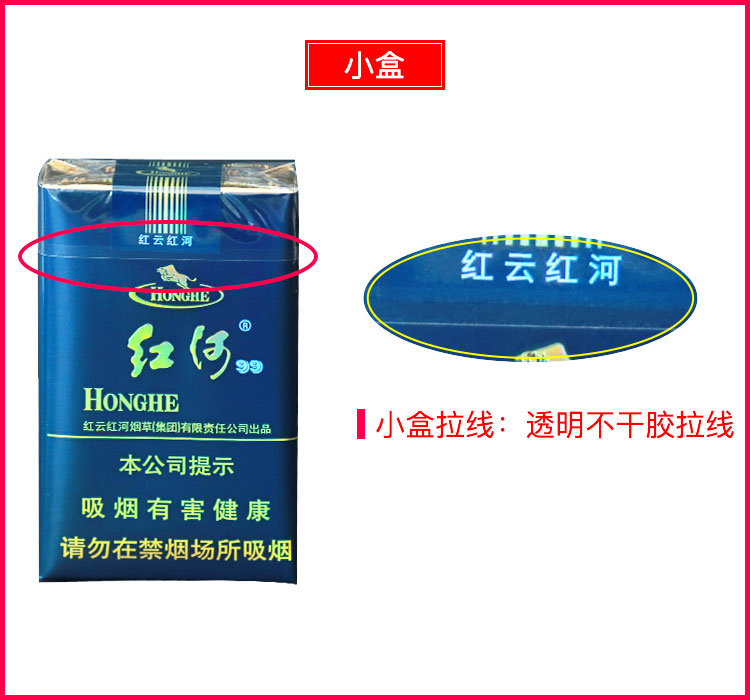 小盒
红云红河
HONGHE
红河®99
HONGHE
红云红河烟草(集团)有限责任公司出品
本公司提示
吸烟有害健康
请勿在禁烟场所吸烟
红云红河
小盒拉线：透明不干胶拉线